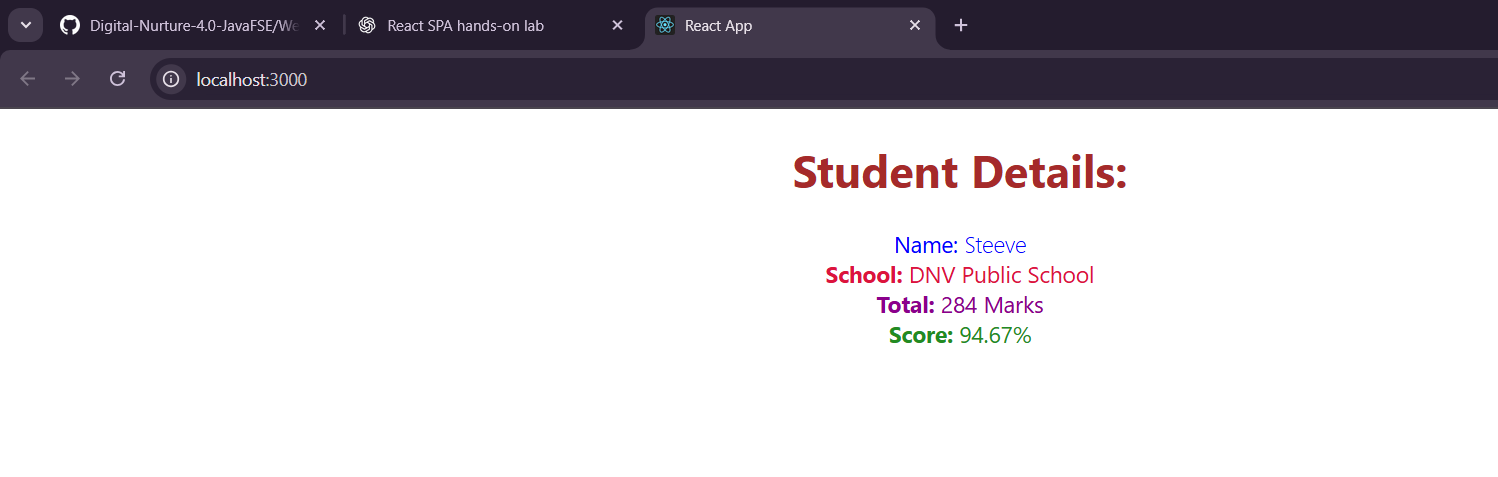 Digital-Nurture-4.0-JavaFSE/We
React SPA hands-on lab
React App
localhost:3000
Student Details:
Name: Steeve
School: DNV Public School
Total: 284 Marks
Score: 94.67%